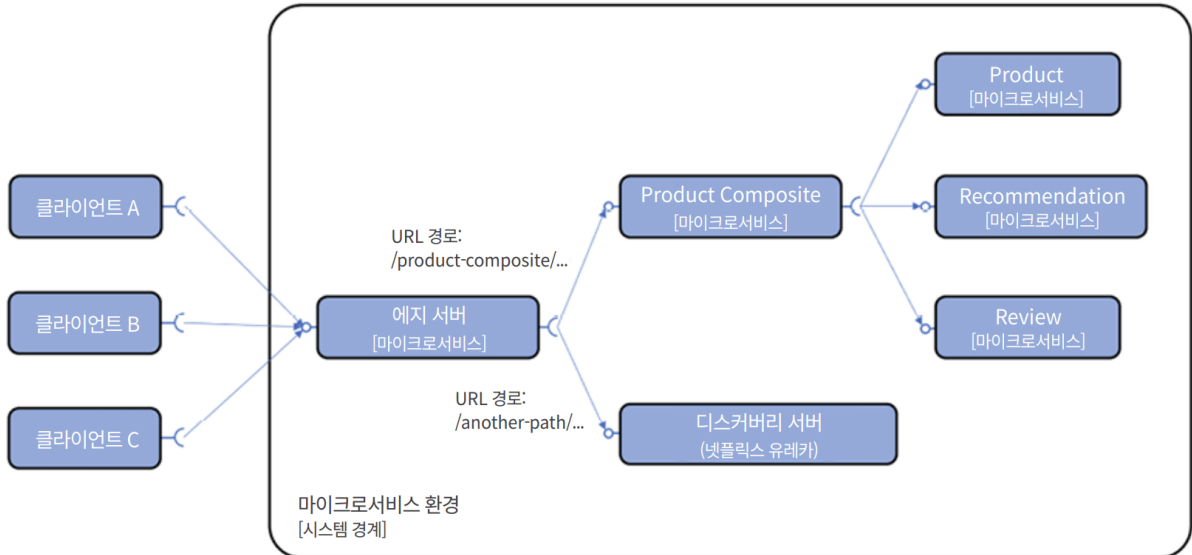 클라이언트 A
클라이언트 B
클라이언트 C
URL 경로:
/product-composite/...
에지 서버
[마이크로서비스]
URL 경로:
/another-path/...
Product Composite
[마이크로서비스]
디스커버리 서버
(넷플릭스 유레카)
Product
[마이크로서비스]
Recommendation
[마이크로서비스]
Review
[마이크로서비스]
마이크로서비스 환경
[시스템 경계]